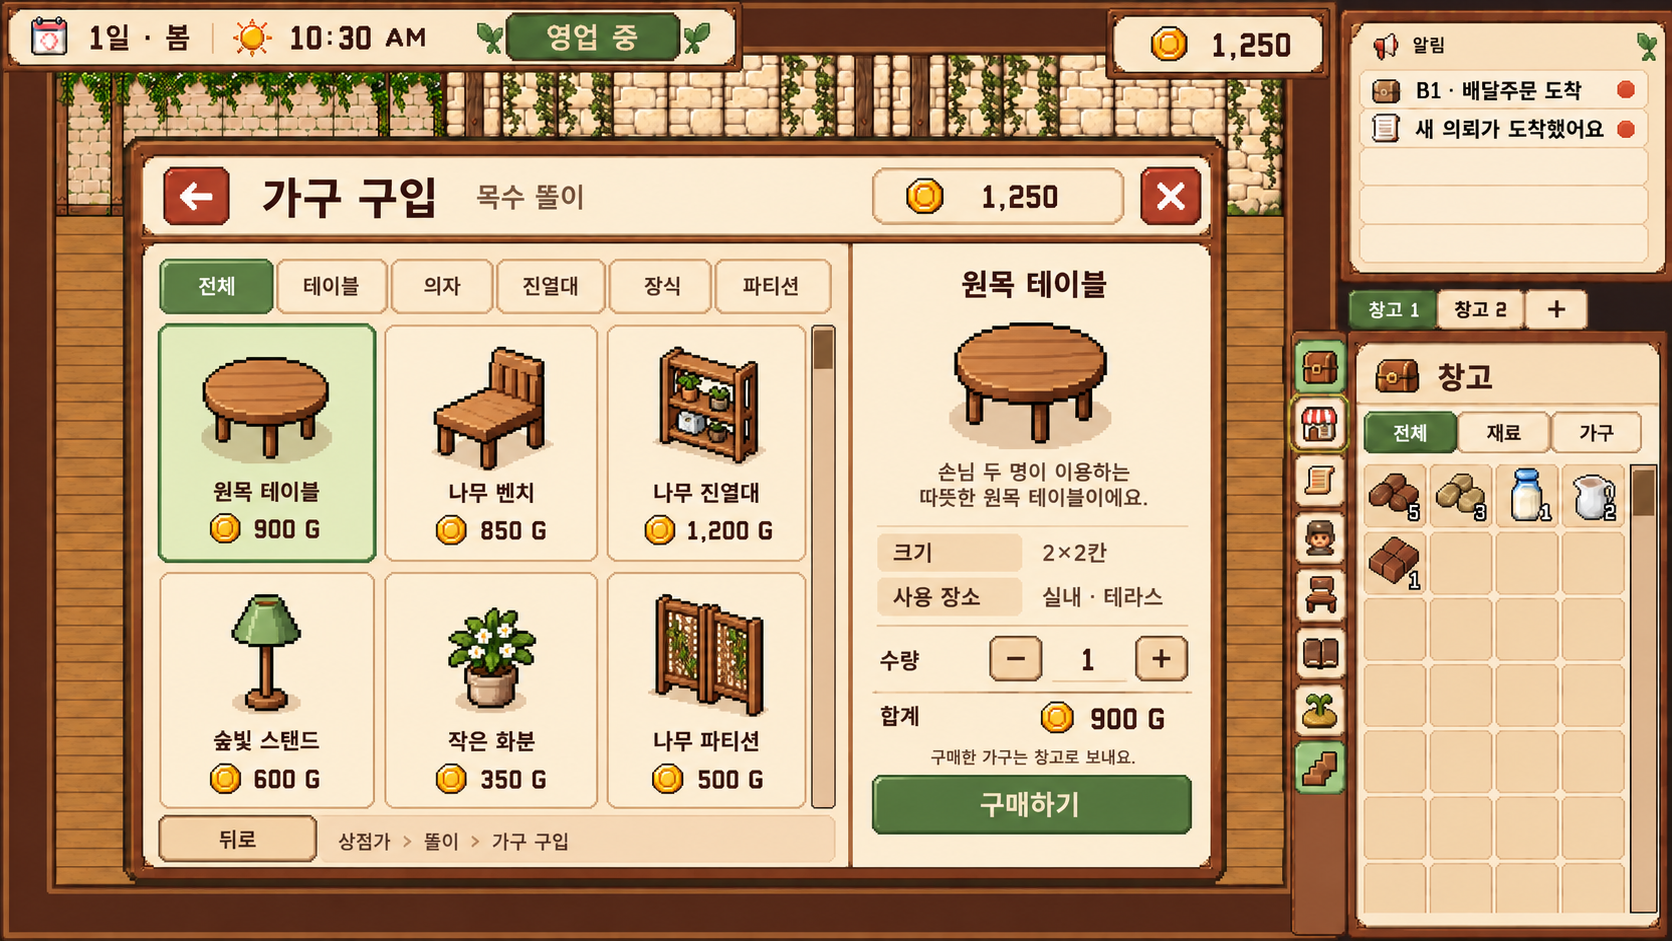 1일 · 봄
10:30 AM
영업 중
1,250
알림
B1 · 배달주문 도착
새 의뢰가 도착했어요
가구 구입
목수 똘이
1,250
전체
테이블
의자
진열대
장식
파티션
원목 테이블
900 G
나무 벤치
850 G
나무 진열대
1,200 G
숲빛 스탠드
600 G
작은 화분
350 G
나무 파티션
500 G
뒤로
상점가 > 똘이 > 가구 구입
원목 테이블
손님 두 명이 이용하는
따뜻한 원목 테이블이에요.
크기
2×2칸
사용 장소
실내 · 테라스
수량
− 1 +
합계
900 G
구매한 가구는 창고로 보내요.
구매하기
창고 1
창고 2
+
창고
전체
재료
가구
5
3
1
2
1